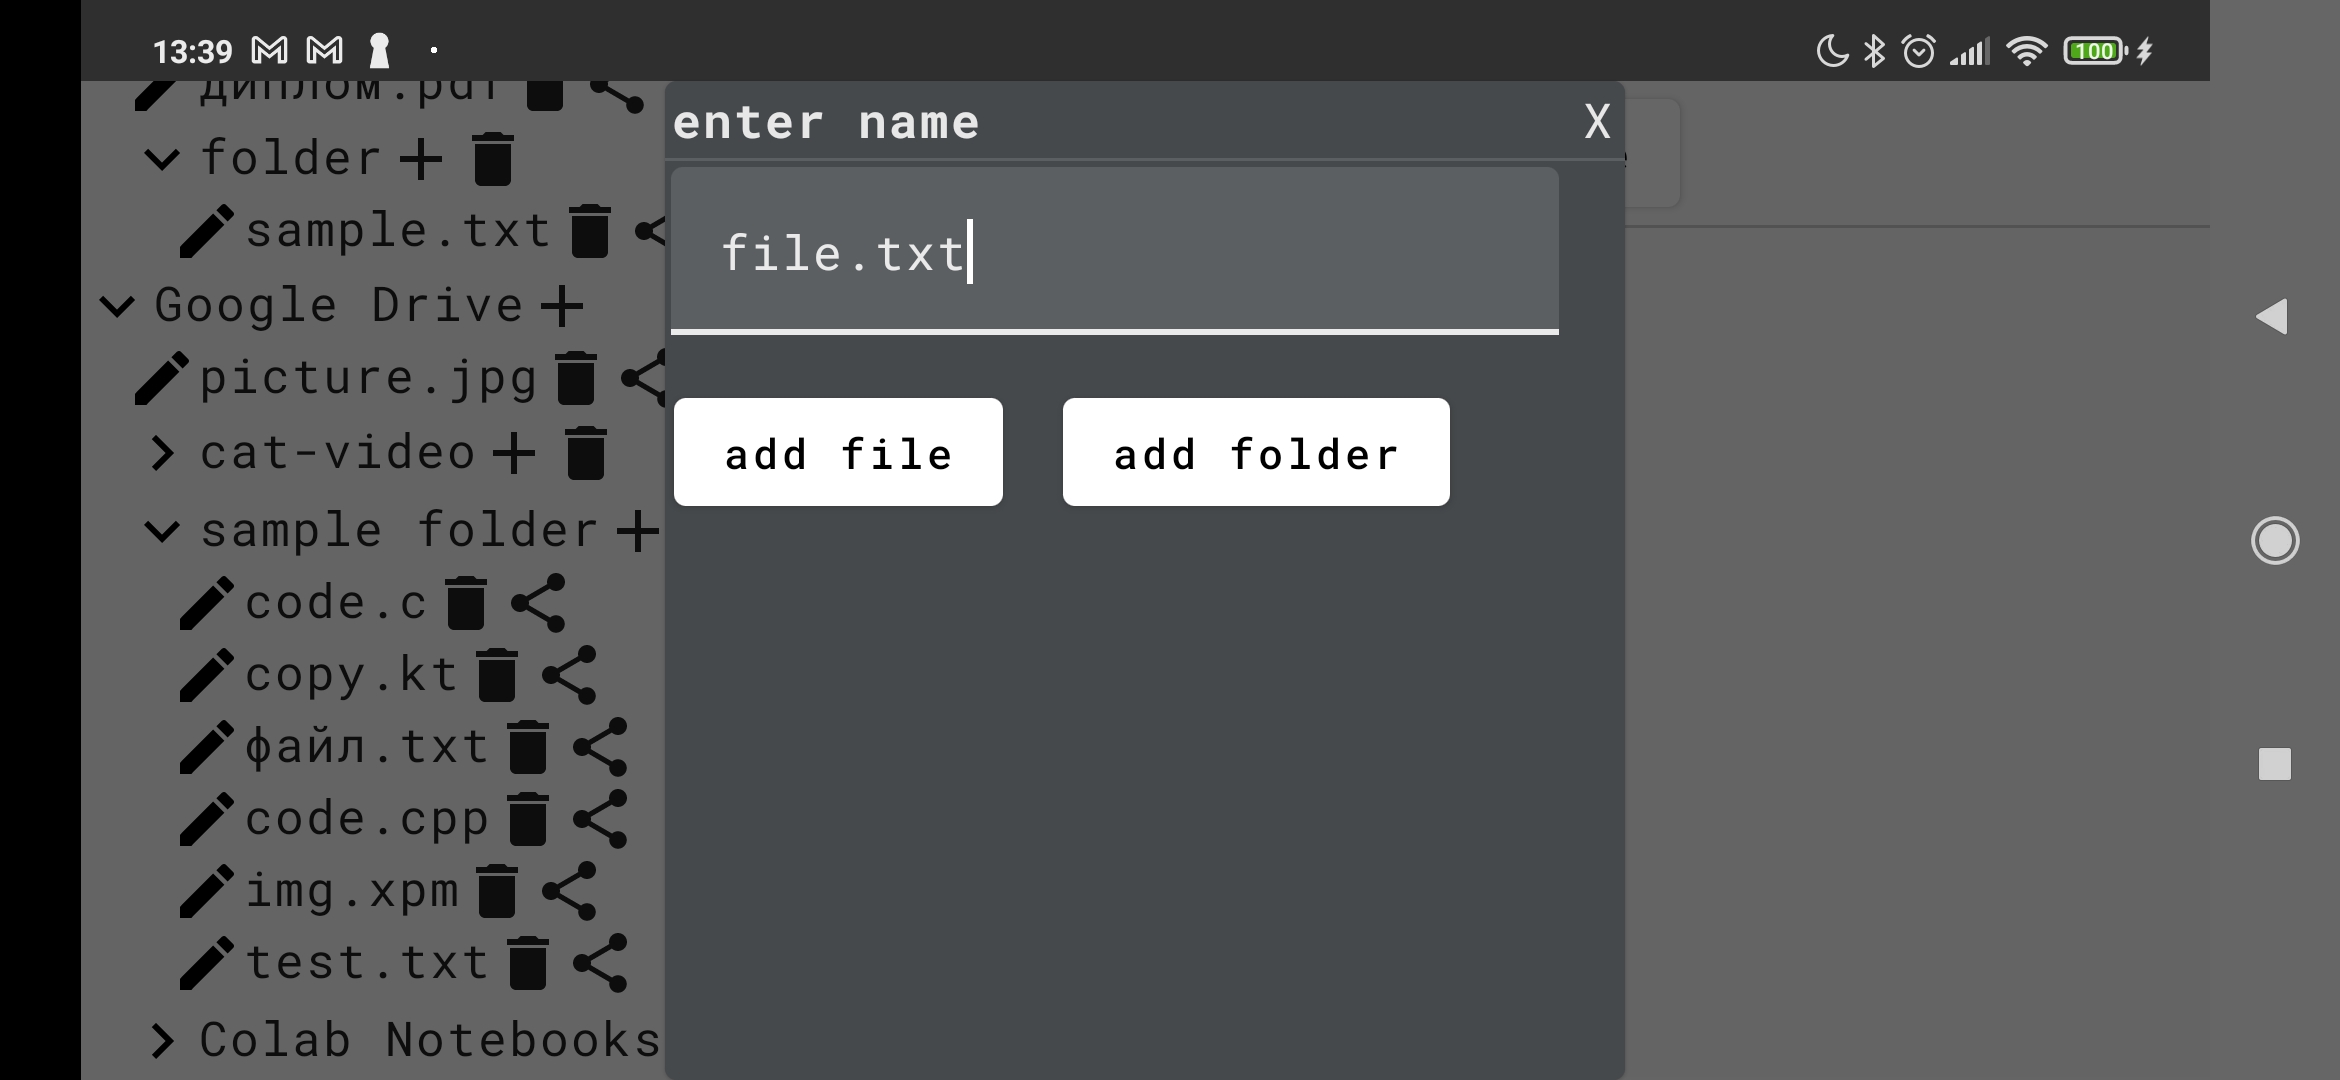 13:39
100
диплом.pdf
folder
sample.txt
Google Drive
picture.jpg
cat-video
sample folder
code.c
copy.kt
файл.txt
code.cpp
img.xpm
test.txt
Colab Notebooks
enter name X
file.txt
add file add folder